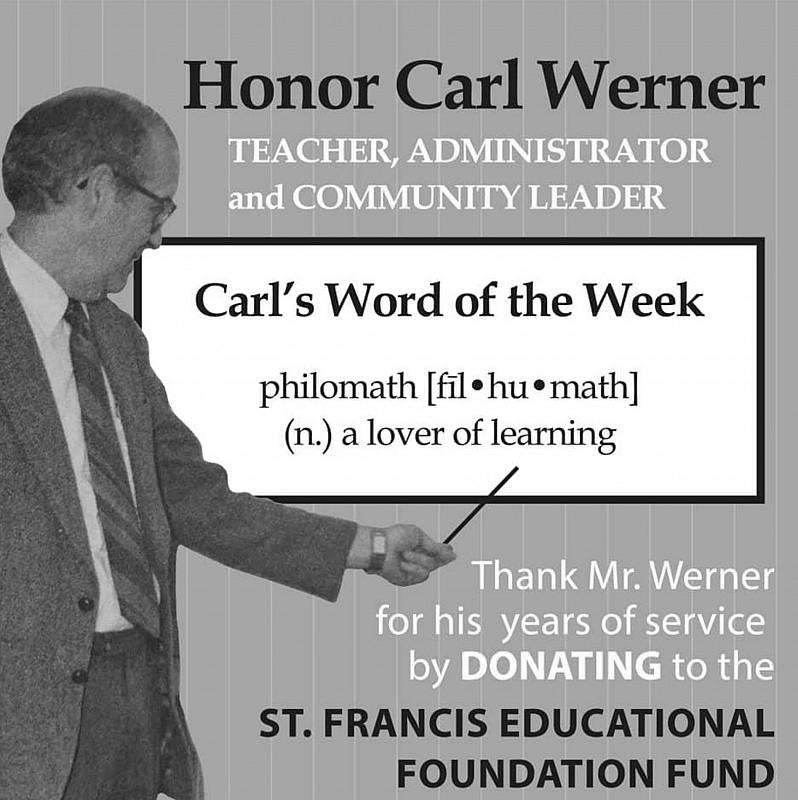 Honor Carl Werner
TEACHER, ADMINISTRATOR
and COMMUNITY LEADER
Carl’s Word of the Week
philomath [fīl•hu•math]
(n.) a lover of learning
Thank Mr. Werner
for his years of service
by DONATING to the
ST. FRANCIS EDUCATIONAL
FOUNDATION FUND